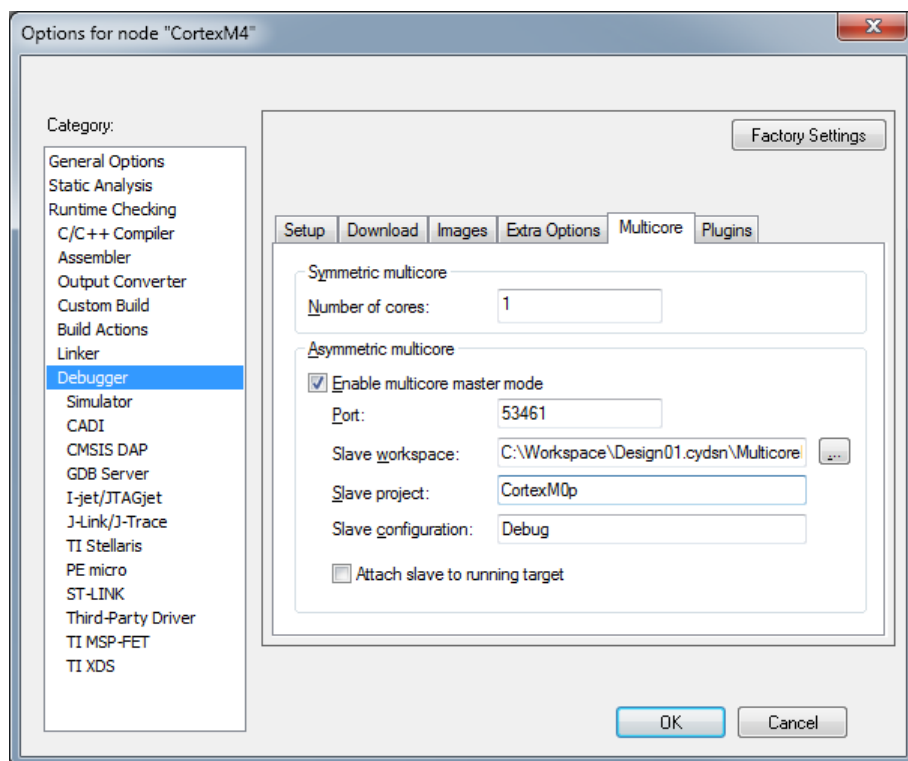 Options for node "CortexM4"
Category:
General Options
Static Analysis
Runtime Checking
C/C++ Compiler
Assembler
Output Converter
Custom Build
Build Actions
Linker
Debugger
Simulator
CADI
CMSIS DAP
GDB Server
I-jet/JTAGjet
J-Link/J-Trace
TI Stellaris
PE micro
ST-LINK
Third-Party Driver
TI MSP-FET
TI XDS
Factory Settings
Setup Download Images Extra Options Multicore Plugins
Symmetric multicore
Number of cores: 1
Asymmetric multicore
Enable multicore master mode
Port: 53461
Slave workspace: C:\Workspace\Design01.cydsn\Multicore ...
Slave project: CortexM0p
Slave configuration: Debug
Attach slave to running target
OK Cancel